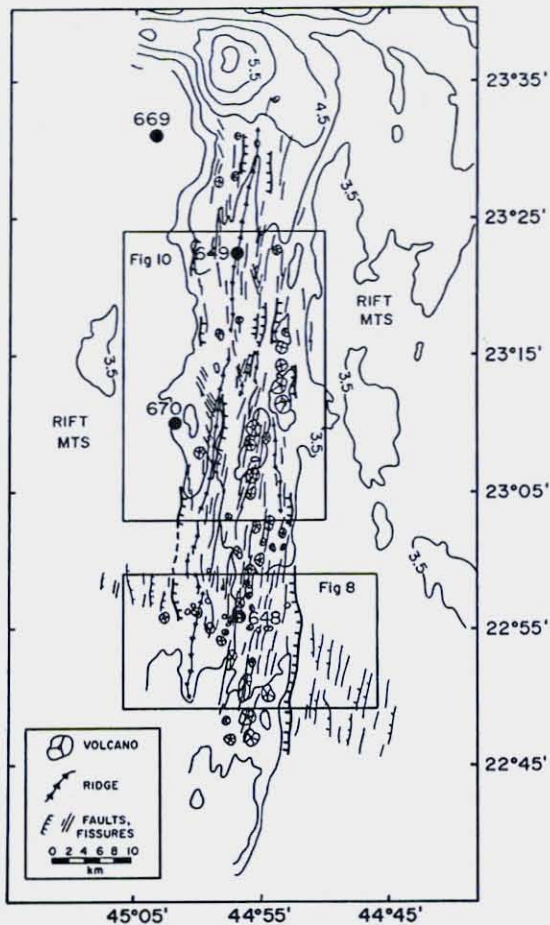 23°35'
5.5
4.5
669
3.5
23°25'
Fig 10
649
RIFT
MTS
23°15'
3.5
3.5
670
RIFT
MTS
3.5
23°05'
3.5
Fig 8
648
22°55'
VOLCANO
RIDGE
FAULTS,
FISSURES
0 2 4 6 8 10
km
22°45'
45°05' 44°55' 44°45'